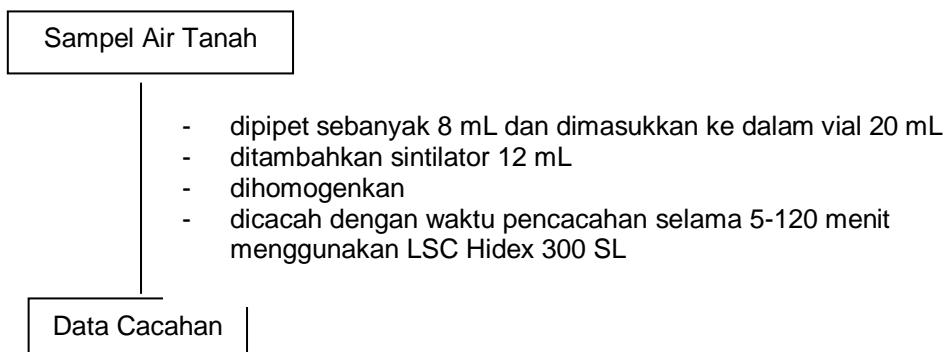 Sampel Air Tanah
- dipipet sebanyak 8 mL dan dimasukkan ke dalam vial 20 mL
- ditambahkan sintilator 12 mL
- dihomogenkan
- dicacah dengan waktu pencacahan selama 5-120 menit
menggunakan LSC Hidex 300 SL
Data Cacahan